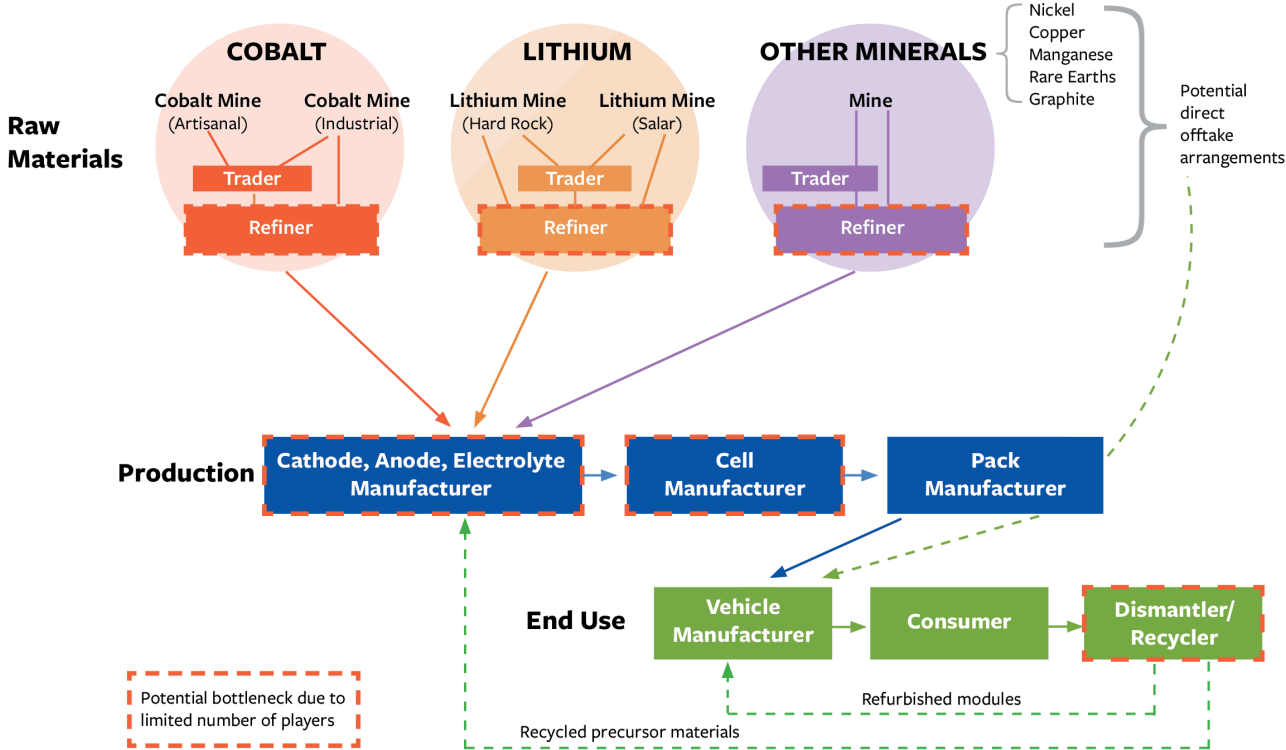 COBALT
LITHIUM
OTHER MINERALS
Nickel
Copper
Manganese
Rare Earths
Graphite
Potential
direct
offtake
arrangements
Raw
Materials
Cobalt Mine
(Artisanal)
Cobalt Mine
(Industrial)
Lithium Mine
(Hard Rock)
Lithium Mine
(Salar)
Mine
Trader
Trader
Trader
Refiner
Refiner
Refiner
Production
Cathode, Anode, Electrolyte
Manufacturer
Cell
Manufacturer
Pack
Manufacturer
End Use
Vehicle
Manufacturer
Consumer
Dismantler/
Recycler
Refurbished modules
Recycled precursor materials
Potential bottleneck due to
limited number of players